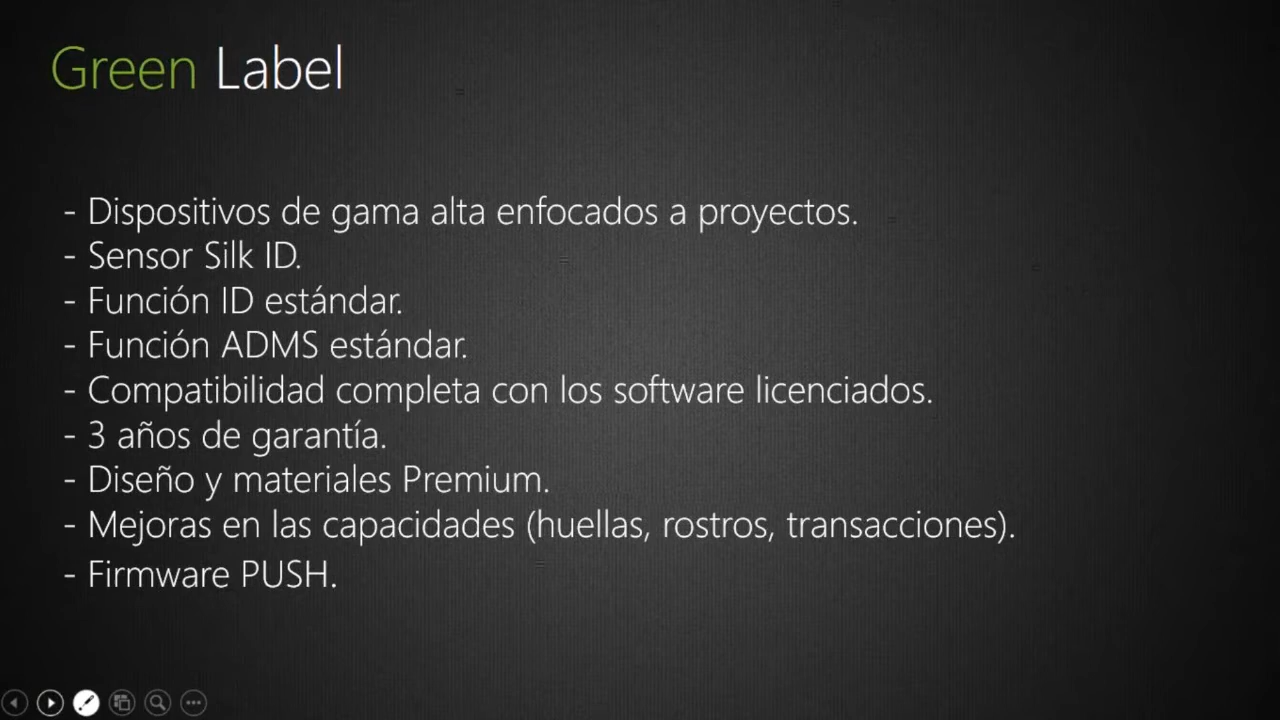 Green Label
- Dispositivos de gama alta enfocados a proyectos.
- Sensor Silk ID.
- Función ID estándar.
- Función ADMS estándar.
- Compatibilidad completa con los software licenciados.
- 3 años de garantía.
- Diseño y materiales Premium.
- Mejoras en las capacidades (huellas, rostros, transacciones).
- Firmware PUSH.